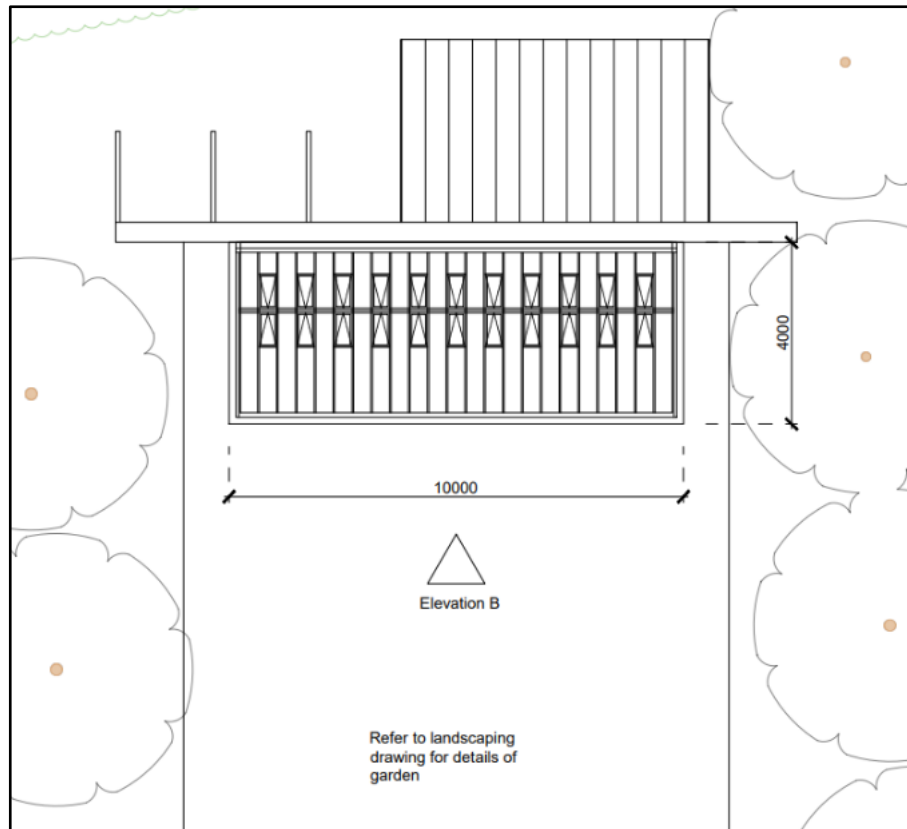 4000
10000
Elevation B
Refer to landscaping
drawing for details of
garden